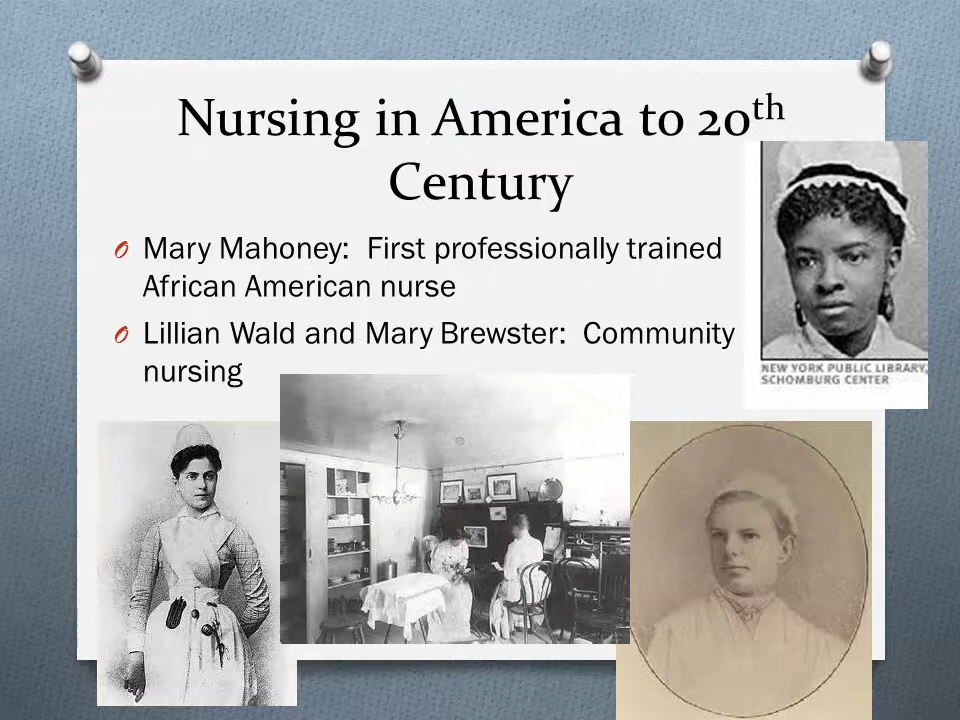 Nursing in America to 20th
Century
Mary Mahoney: First professionally trained
African American nurse
Lillian Wald and Mary Brewster: Community
nursing
NEW YORK PUBLIC LIBRARY,
SCHOMBURG CENTER